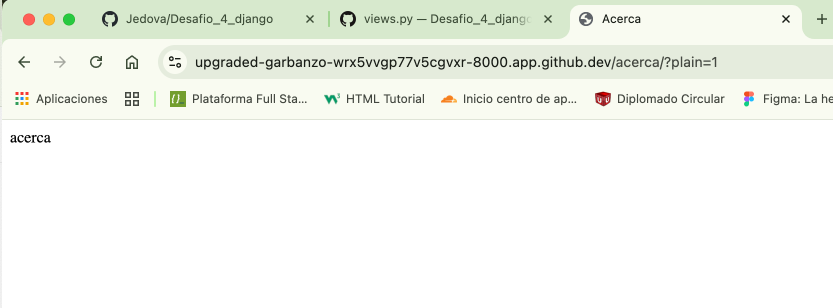 Jedova/Desafio_4_django
views.py — Desafio_4_djang
Acerca
upgraded-garbanzo-wrx5vvgp77v5cgvxr-8000.app.github.dev/acerca/?plain=1
Aplicaciones
Plataforma Full Sta...
HTML Tutorial
Inicio centro de ap...
Diplomado Circular
Figma: La he
acerca